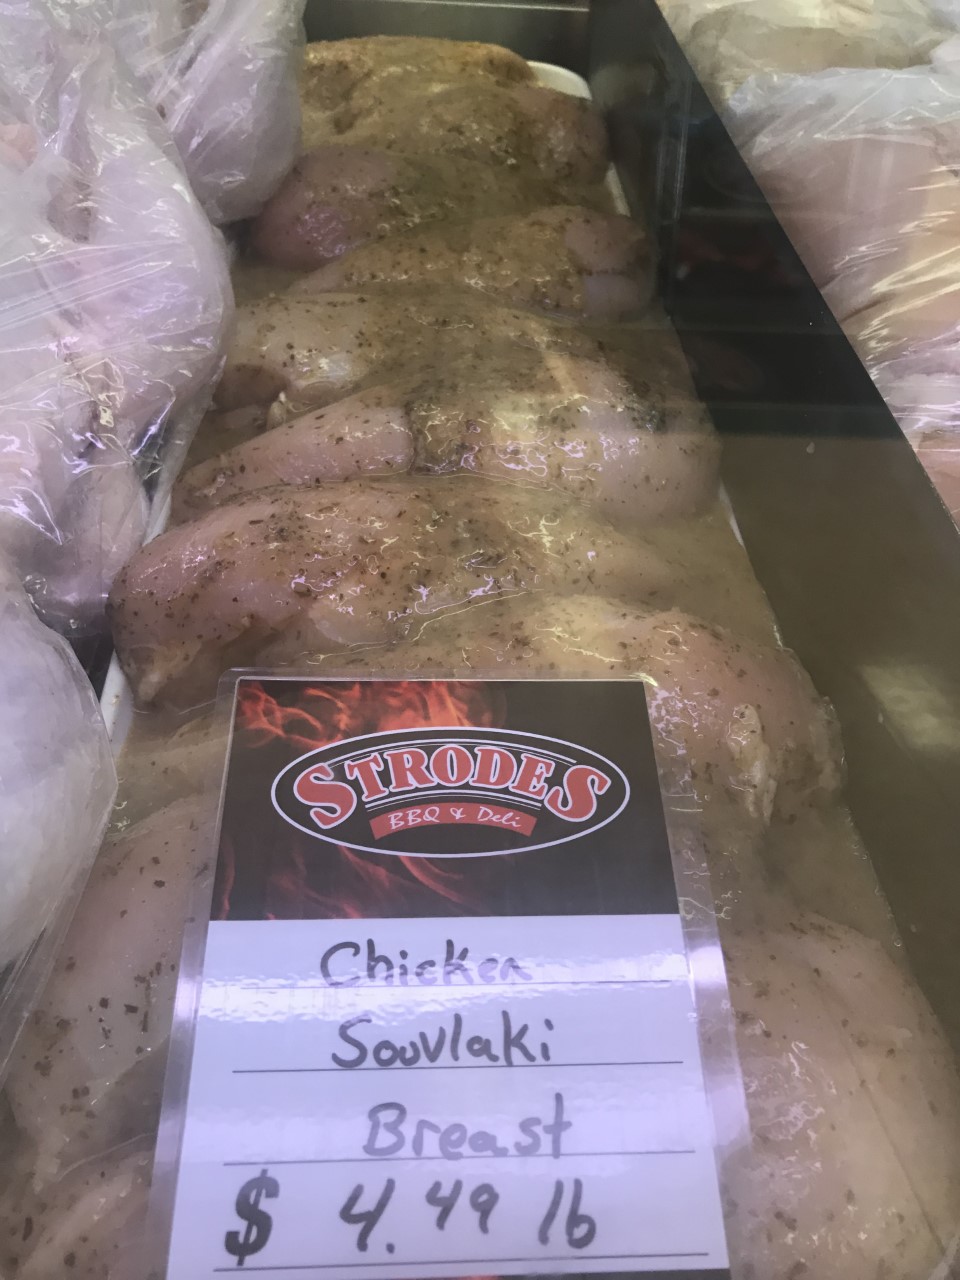 STRODES
BBQ & Deli
Chicken
Souvlaki
Breast
$ 4.49 lb